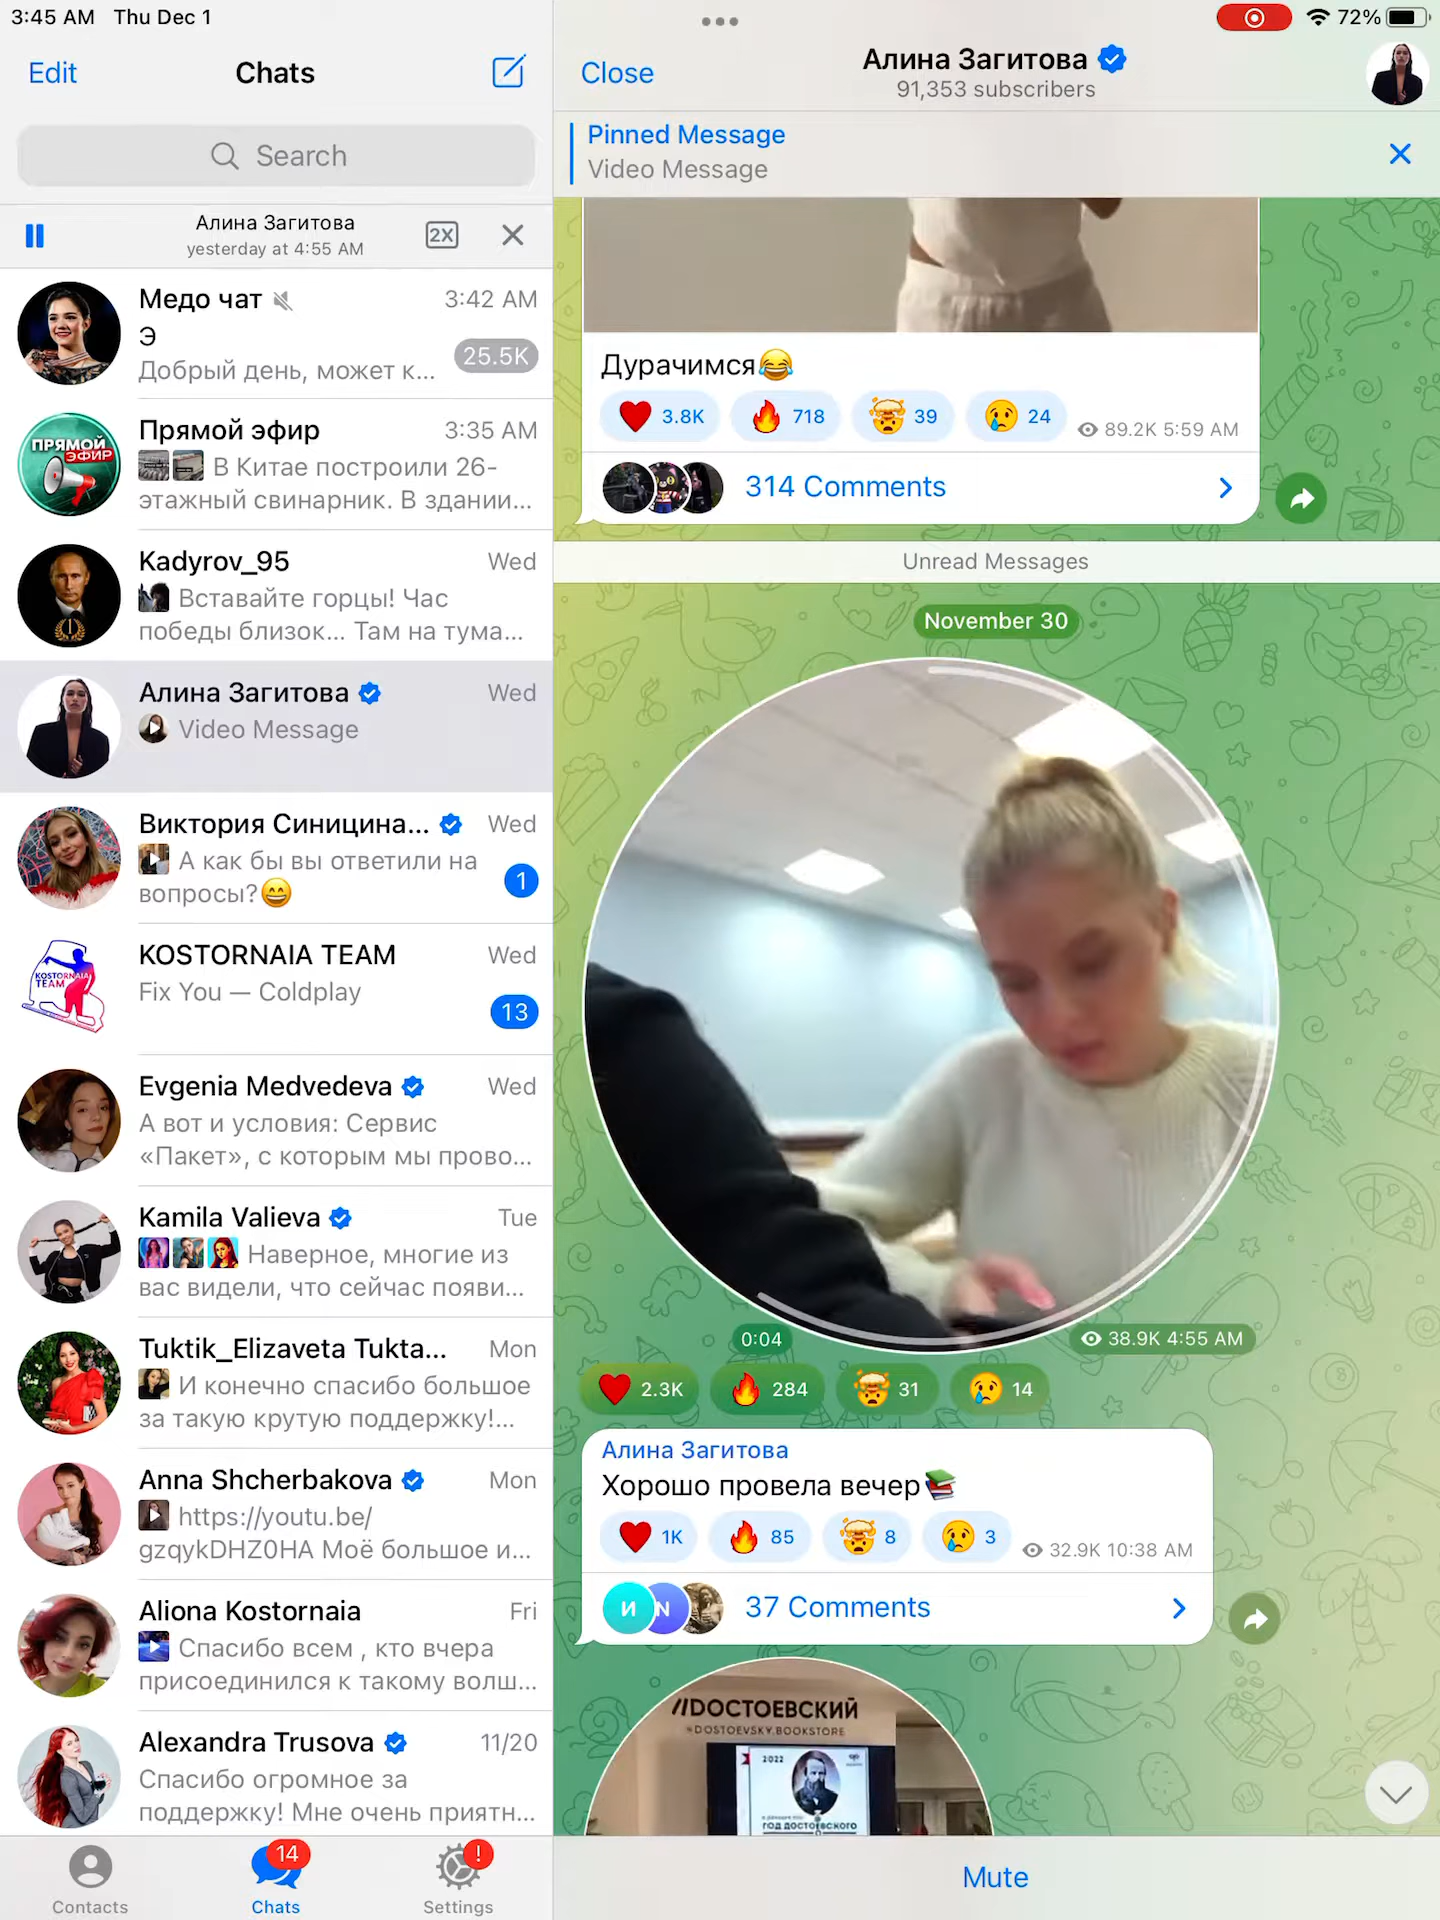 3:45 AM Thu Dec 1
72%
Edit
Chats
Search
Алина Загитова
yesterday at 4:55 AM
2X
Медо чат
3:42 AM
Э
Добрый день, может к...
25.5K
ПРЯМОЙ
ЭФИР
Прямой эфир
3:35 AM
В Китае построили 26-
этажный свинарник. В здании...
Kadyrov_95
Wed
Вставайте горцы! Час
победы близок... Там на тума...
Алина Загитова
Wed
Video Message
Виктория Синицина...
Wed
А как бы вы ответили на
вопросы?😄
1
KOSTORNAIA
TEAM
KOSTORNAIA TEAM
Wed
Fix You — Coldplay
13
Evgenia Medvedeva
Wed
А вот и условия: Сервис
«Пакет», с которым мы прово...
Kamila Valieva
Tue
Наверное, многие из
вас видели, что сейчас появи...
Tuktik_Elizaveta Tukta...
Mon
И конечно спасибо большое
за такую крутую поддержку!...
Anna Shcherbakova
Mon
https://youtu.be/
gzqykDHZ0HA Моё большое и...
Aliona Kostornaia
Fri
Спасибо всем , кто вчера
присоединился к такому волш...
Alexandra Trusova
11/20
Спасибо огромное за
поддержку! Мне очень приятн...
Contacts
14
Chats
!
Settings
Close
Алина Загитова
91,353 subscribers
Pinned Message
Video Message
Дурачимся😂
3.8K
718
39
24
89.2K 5:59 AM
314 Comments
Unread Messages
November 30
0:04
38.9K 4:55 AM
2.3K
284
31
14
Алина Загитова
Хорошо провела вечер📚
1K
85
8
3
32.9K 10:38 AM
И
N
37 Comments
//DОСТОЕВСКИЙ
DOSTOEVSKY.BOOKSTORE
2022
ГОД ДОСТОЕВСКОГО
Mute